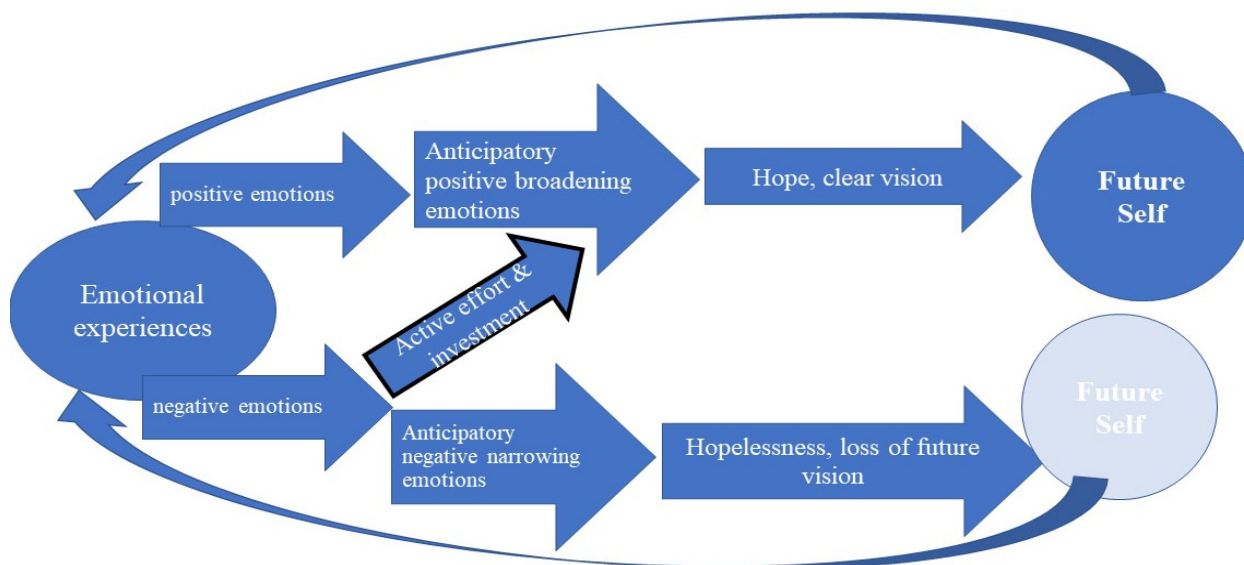 positive emotions
Anticipatory
positive broadening
emotions
Hope, clear vision
Future
Self
Emotional
experiences
Active effort &
investment
negative emotions
Anticipatory
negative narrowing
emotions
Hopelessness, loss of future
vision
Future
Self